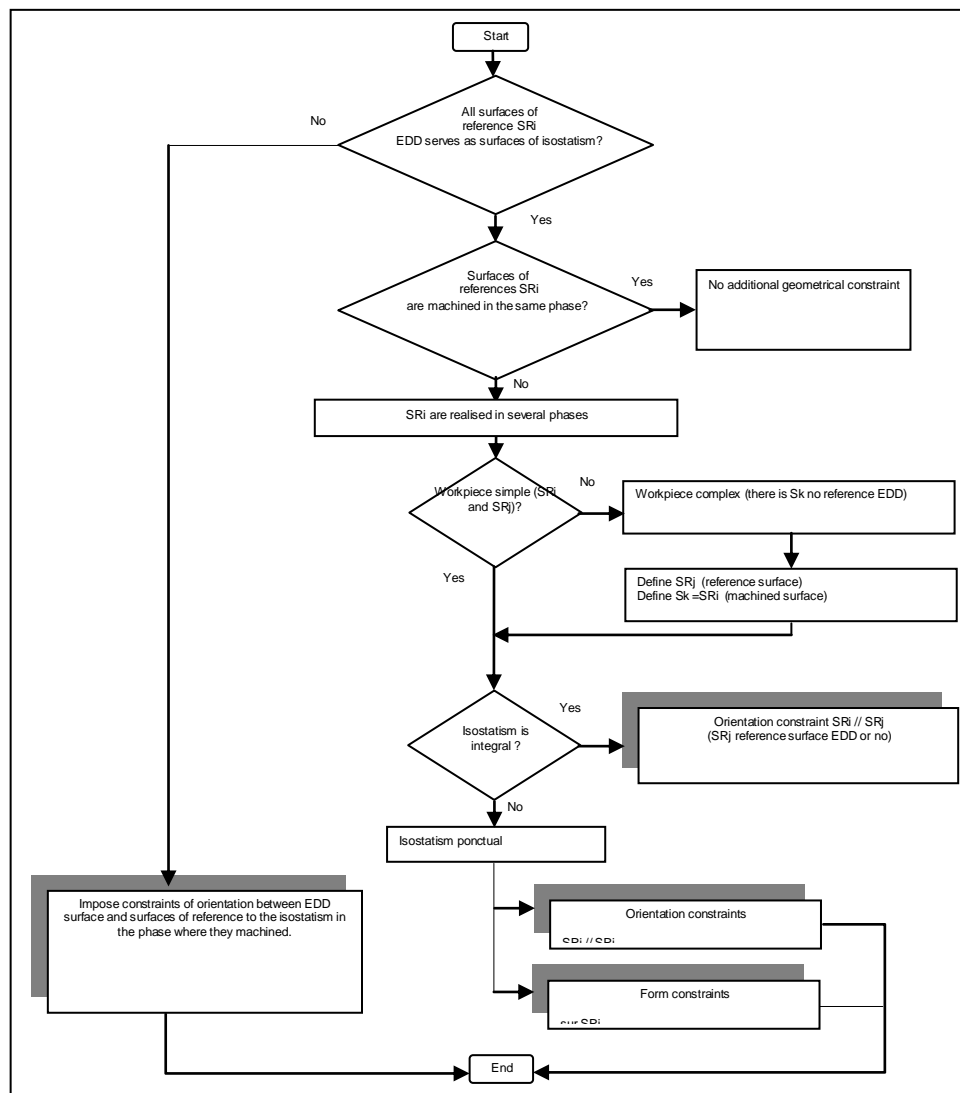 Start
All surfaces of
reference SRi
EDD serves as surfaces of isostatism?
No
Yes
Surfaces of
references SRi
are machined in the same phase?
Yes
No additional geometrical constraint
No
SRi are realised in several phases
Workpiece simple (SRi
and SRj)?
No
Workpiece complex (there is Sk no reference EDD)
Yes
Define SRj (reference surface)
Define Sk =SRi (machined surface)
Isostatism is
integral ?
Yes
Orientation constraint SRi // SRj
(SRj reference surface EDD or no)
No
Isostatism ponctual
Impose constraints of orientation between EDD
surface and surfaces of reference to the isostatism in
the phase where they machined.
Orientation constraints
Form constraints
End